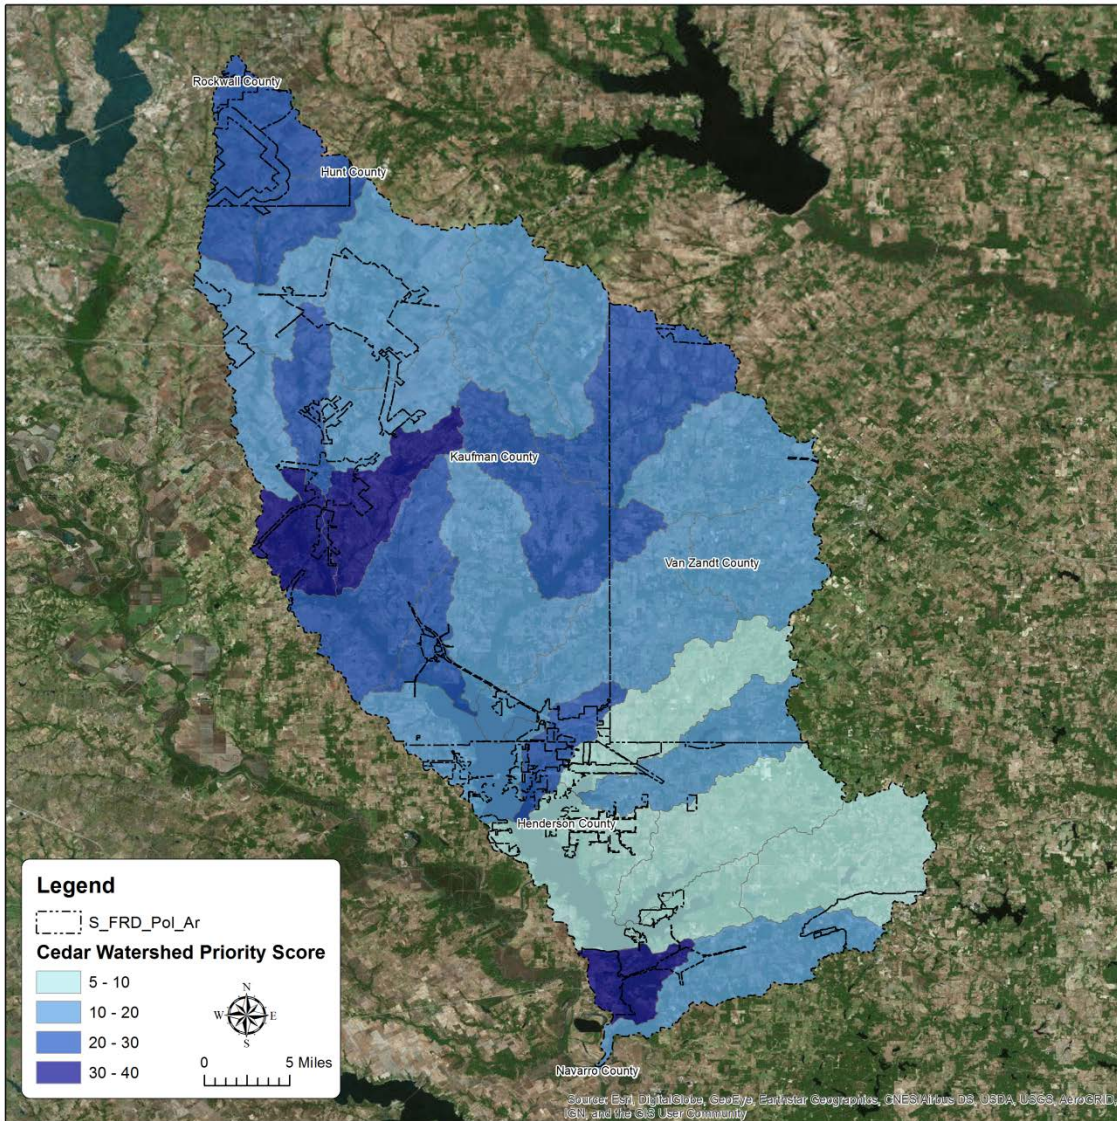 Rockwall County
Hunt County
Kaufman County
Van Zandt County
Henderson County
Navarro County
Legend
S_FRD_Pol_Ar
Cedar Watershed Priority Score
5 - 10
10 - 20
20 - 30
30 - 40
N
W E
S
0 5 Miles
Source: Esri, DigitalGlobe, GeoEye, Earthstar Geographics, CNES/Airbus DS, USDA, USGS, AeroGRID,
IGN, and the GIS User Community